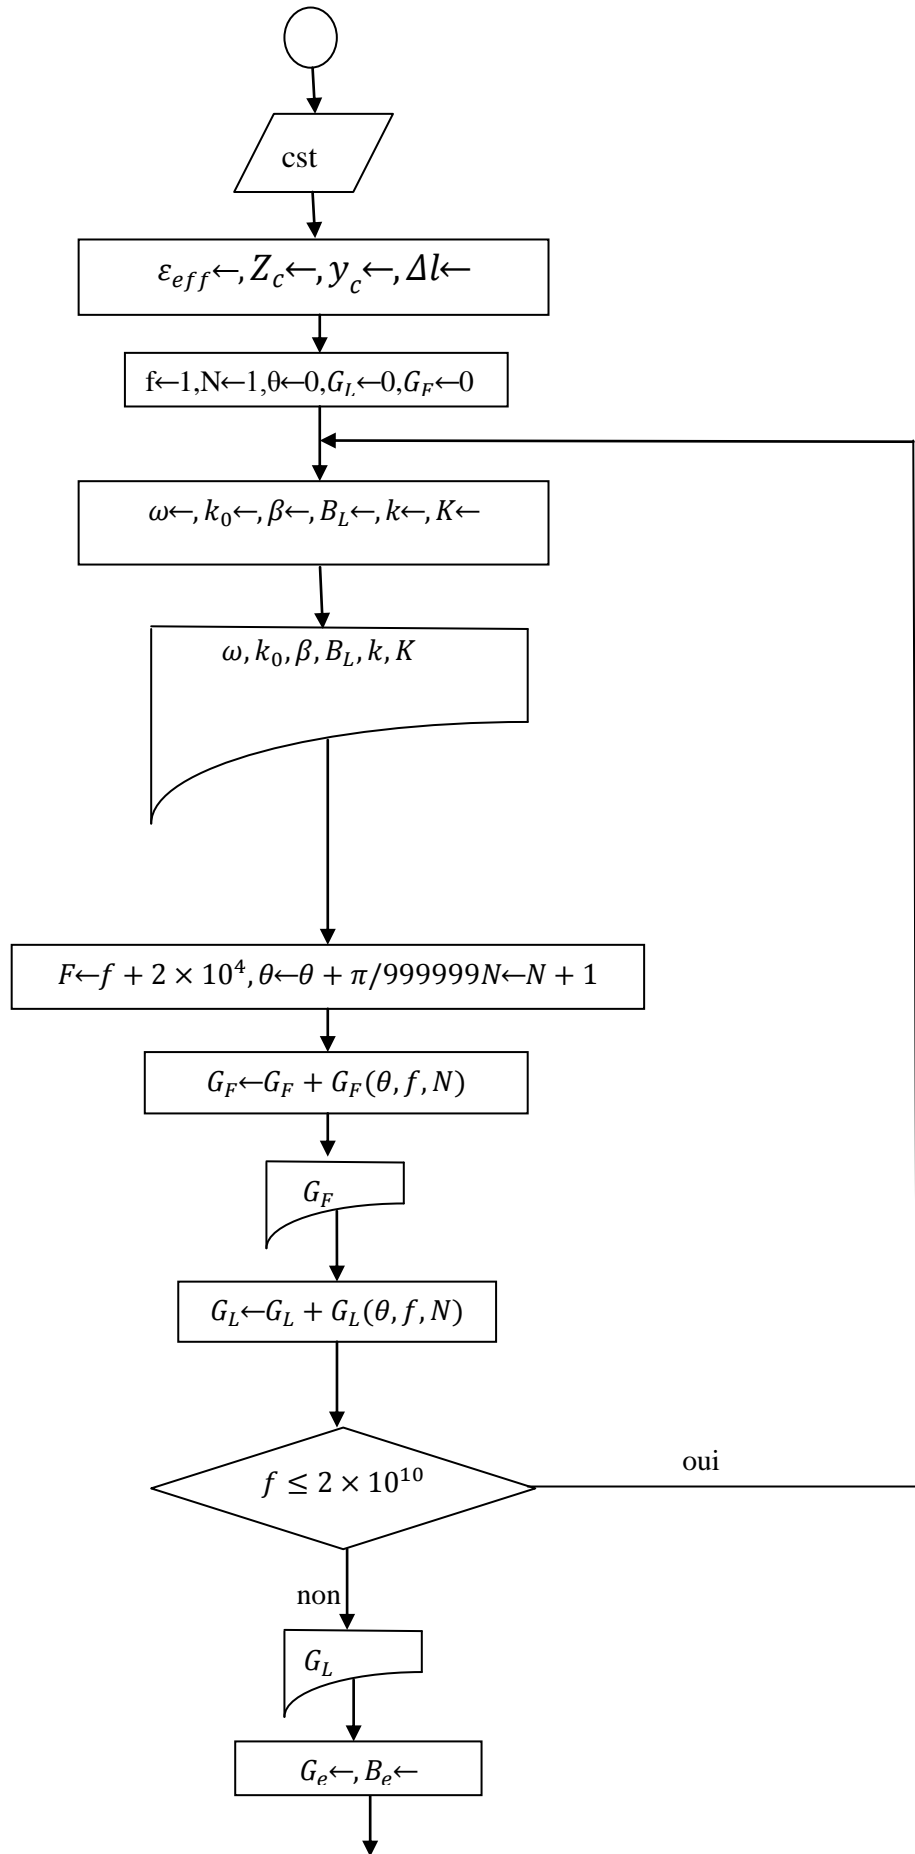 cst
ε_eff←, Z_c←, y_c←, Δl←
f←1,N←1,θ←0,G_L←0,G_F←0
ω←, k_0←, β←, B_L←, k←, K←
ω, k_0, β, B_L, k, K
F←f + 2 × 10^4, θ←θ + π/999999N←N + 1
G_F←G_F + G_F(θ, f, N)
G_F
G_L←G_L + G_L(θ, f, N)
f ≤ 2 × 10^10
oui
non
G_L
G_e←, B_e←